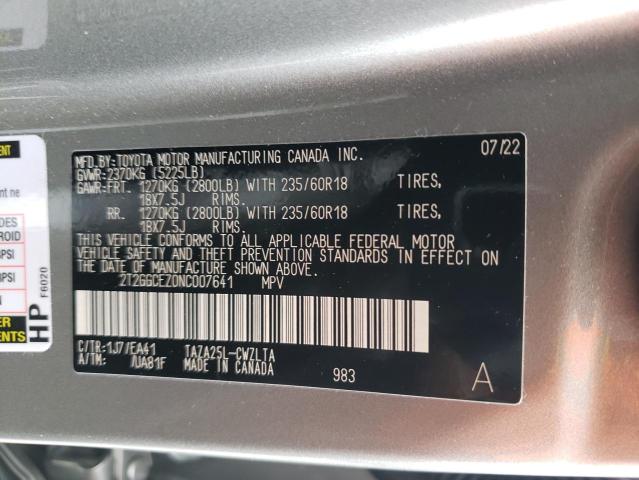 MFD.BY:TOYOTA MOTOR MANUFACTURING CANADA INC. 07/22
GVWR:2370KG (5225LB)
GAWR:FRT. 1270KG (2800LB) WITH 235/60R18 TIRES,
18X7.5J RIMS.
RR. 1270KG (2800LB) WITH 235/60R18 TIRES,
18X7.5J RIMS.
THIS VEHICLE CONFORMS TO ALL APPLICABLE FEDERAL MOTOR
VEHICLE SAFETY AND THEFT PREVENTION STANDARDS IN EFFECT ON
THE DATE OF MANUFACTURE SHOWN ABOVE.
2T2GGCEZ0NC007641 MPV
C/TR:1J7/EA41 TAZA25L-CWZLTA
A/TM: /UA81F MADE IN CANADA
983 A
HP
F6020